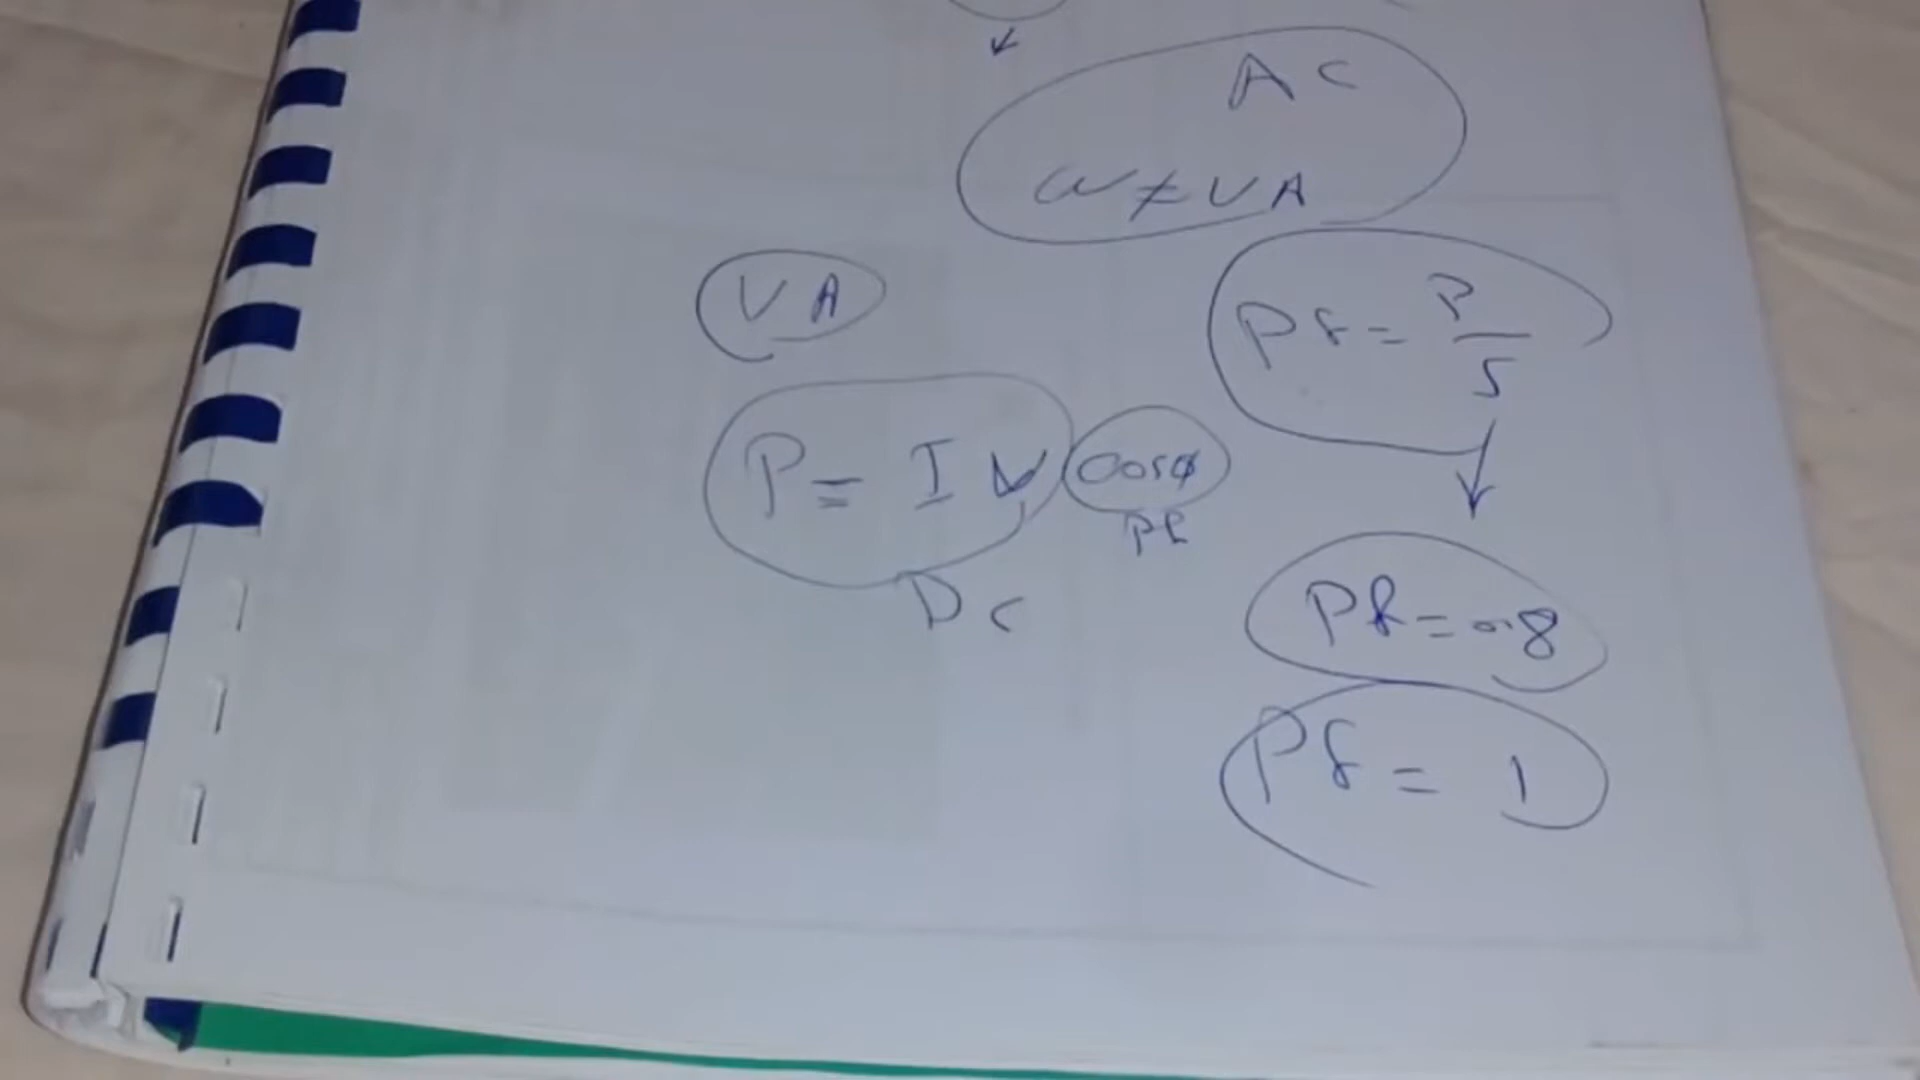 AC
W ≠ VA
VA
Pf = P/S
P = IV cosφ
Pf
DC
Pf = 0.8
Pf = 1